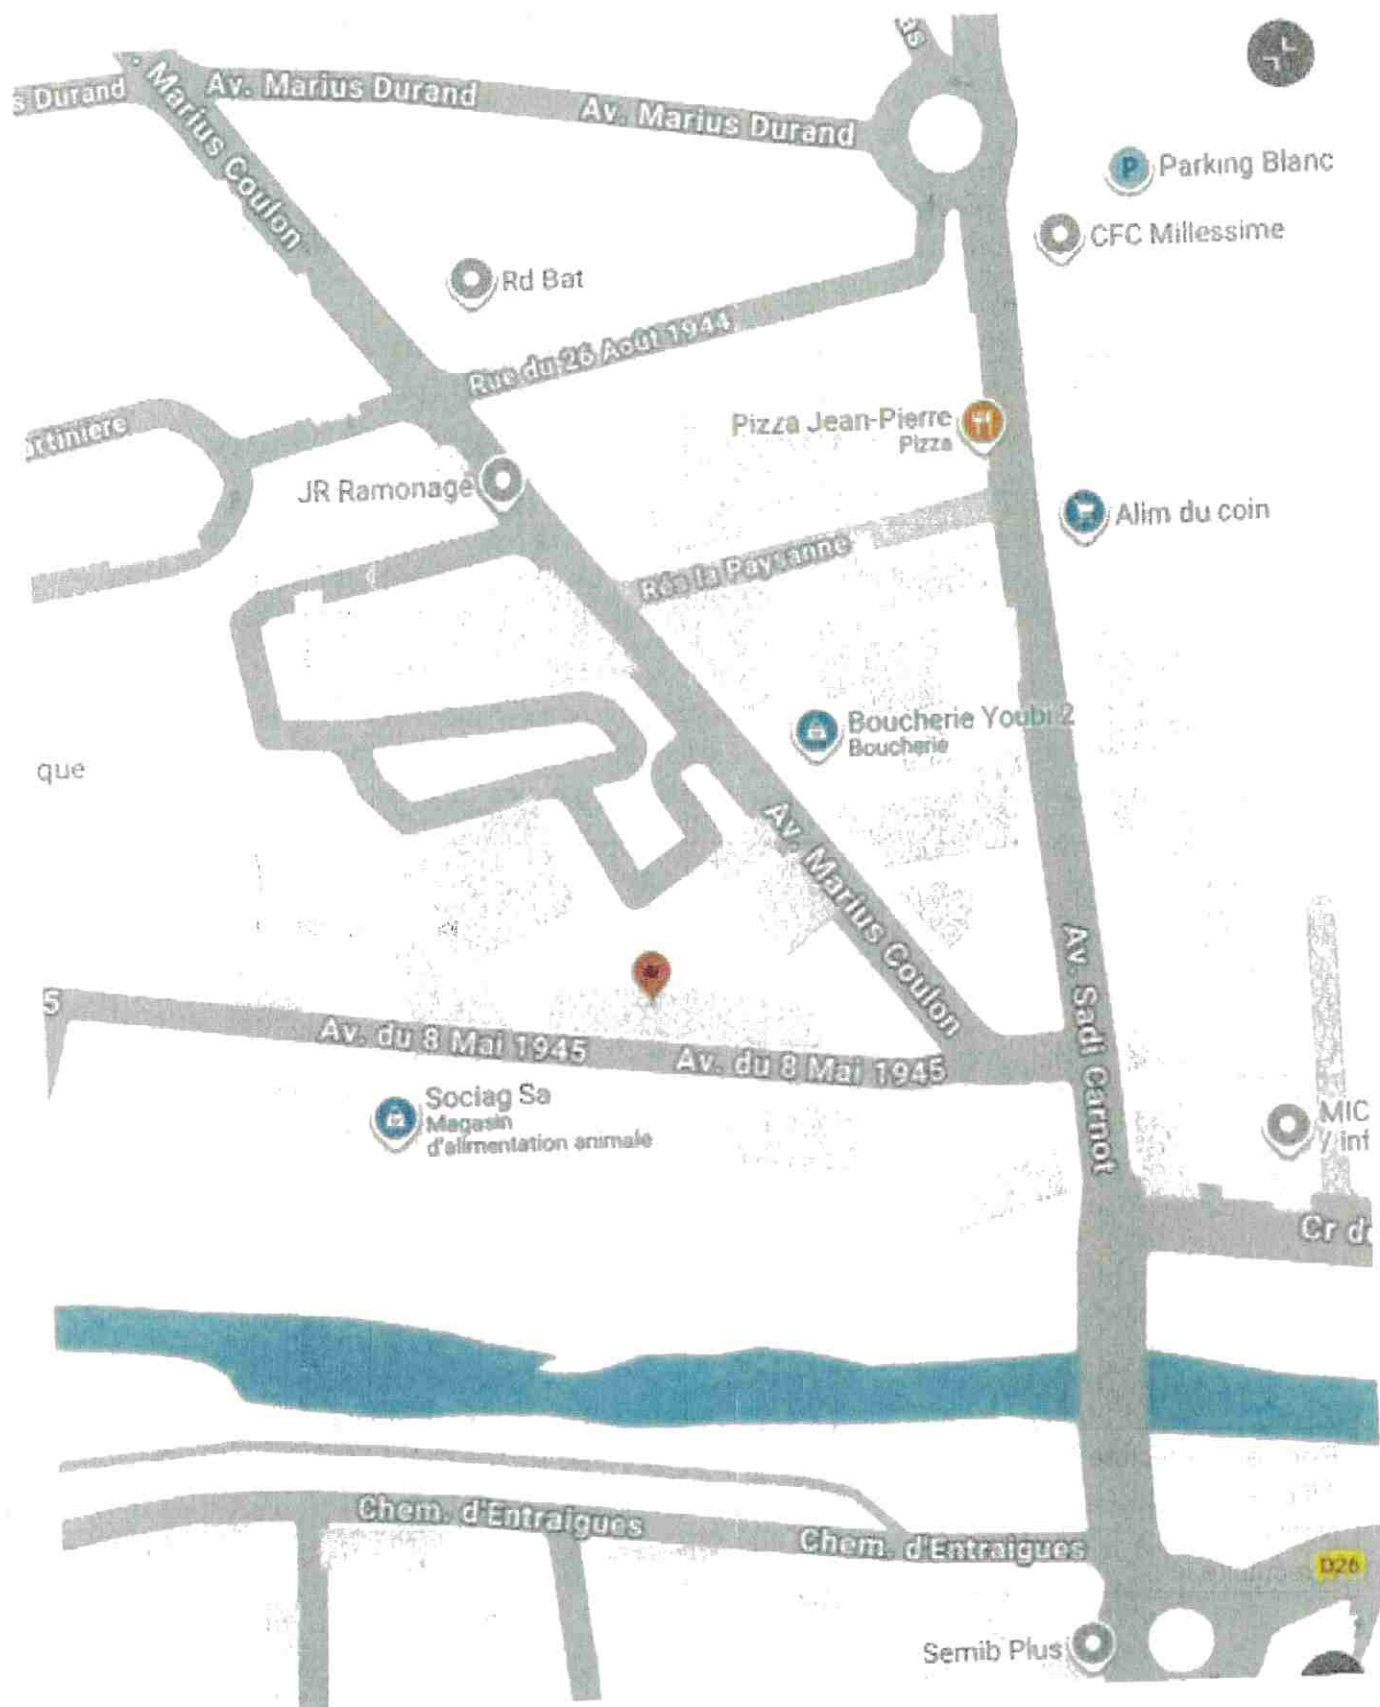 s Durand
Av. Marius Durand
Av. Marius Durand
Marius Coulon
Parking Blanc
CFC Millessime
Rd Bat
Rue du 26 Août 1944
Pizza Jean-Pierre
Pizza
JR Ramonage
Alim du coin
Rés la Paysanne
Boucherie Youbi 2
Boucherie
que
Av. Marius Coulon
Av. Sadi Carnot
5
Av. du 8 Mai 1945
Av. du 8 Mai 1945
Sociag Sa
Magasin
d'alimentation animale
MIC
/ inf
Cr d
Chem. d'Entraigues
Chem. d'Entraigues
D26
Semib Plus
P